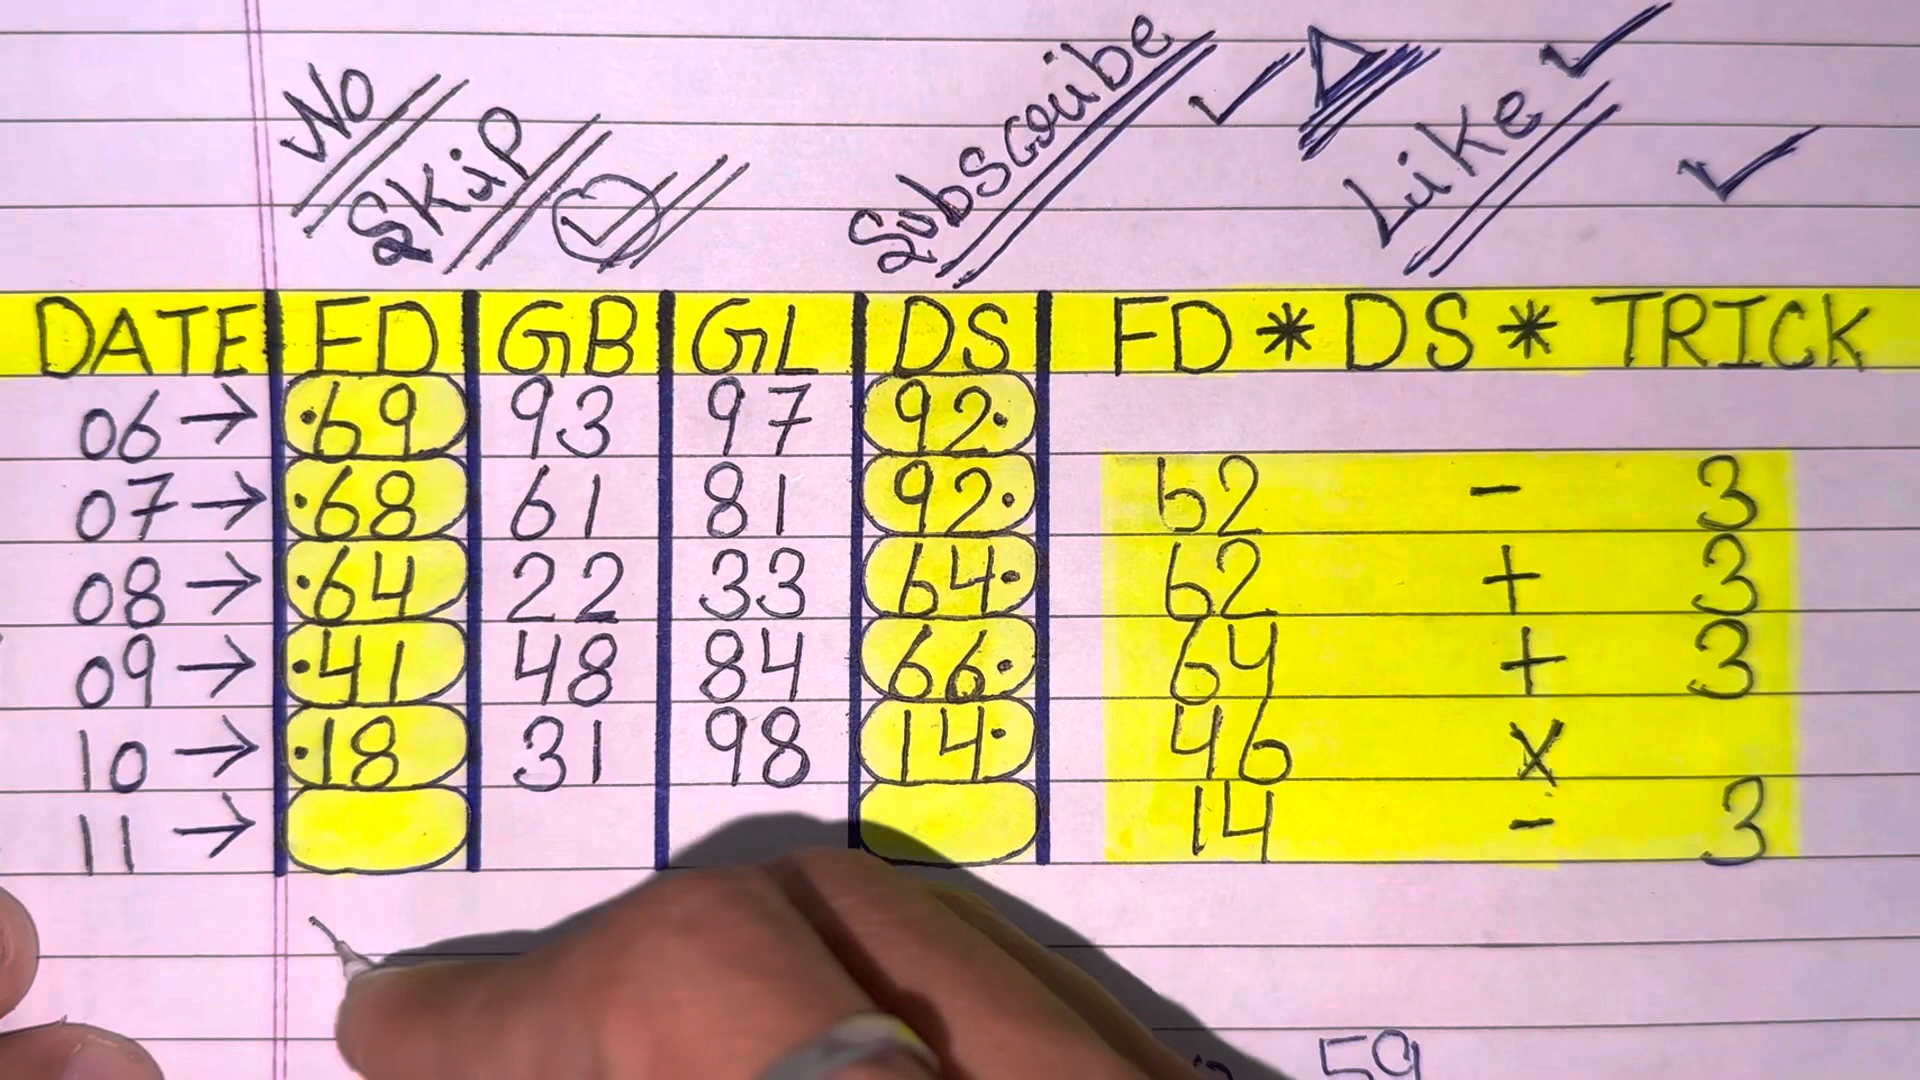 No
Skip
Subscribe
Like
DATE FD GB GL DS FD * DS * TRICK
06 → .69 93 97 92.
07 → .68 61 81 92. 62 - 3
08 → .64 22 33 64. 62 + 3
09 → .41 48 84 66. 64 + 3
10 → .18 31 98 14. 46 X
11 → 14 - 3
59